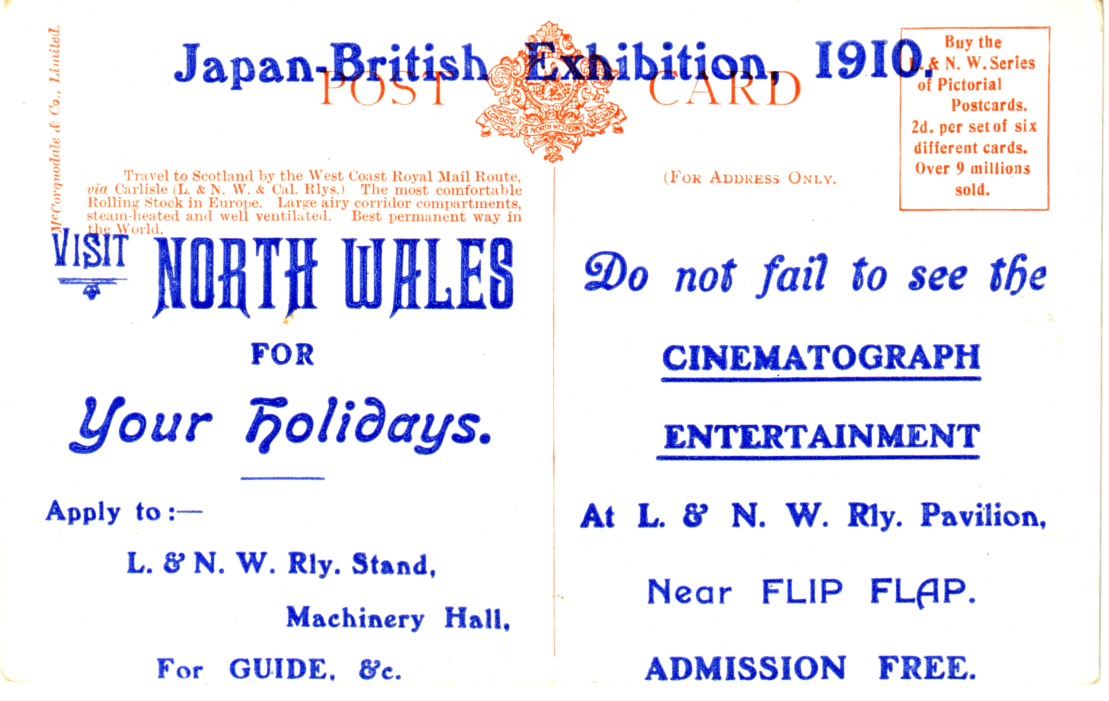 Japan-British Exhibition, 1910.
POST CARD
LONDON & NORTH WESTERN RAILWAY
McCorquodale & Co., Limited.
Buy the
L. & N. W. Series
of Pictorial
Postcards.
2d. per set of six
different cards.
Over 9 millions
sold.
Travel to Scotland by the West Coast Royal Mail Route,
via Carlisle (L. & N. W. & Cal. Rlys.) The most comfortable
Rolling Stock in Europe. Large airy corridor compartments,
steam-heated and well ventilated. Best permanent way in
the World.
(FOR ADDRESS ONLY.
VISIT NORTH WALES
FOR
Your holidays.
Apply to :—
L. & N. W. Rly. Stand,
Machinery Hall,
For GUIDE, &c.
Do not fail to see the
CINEMATOGRAPH
ENTERTAINMENT
At L. & N. W. Rly. Pavilion,
Near FLIP FLAP.
ADMISSION FREE.